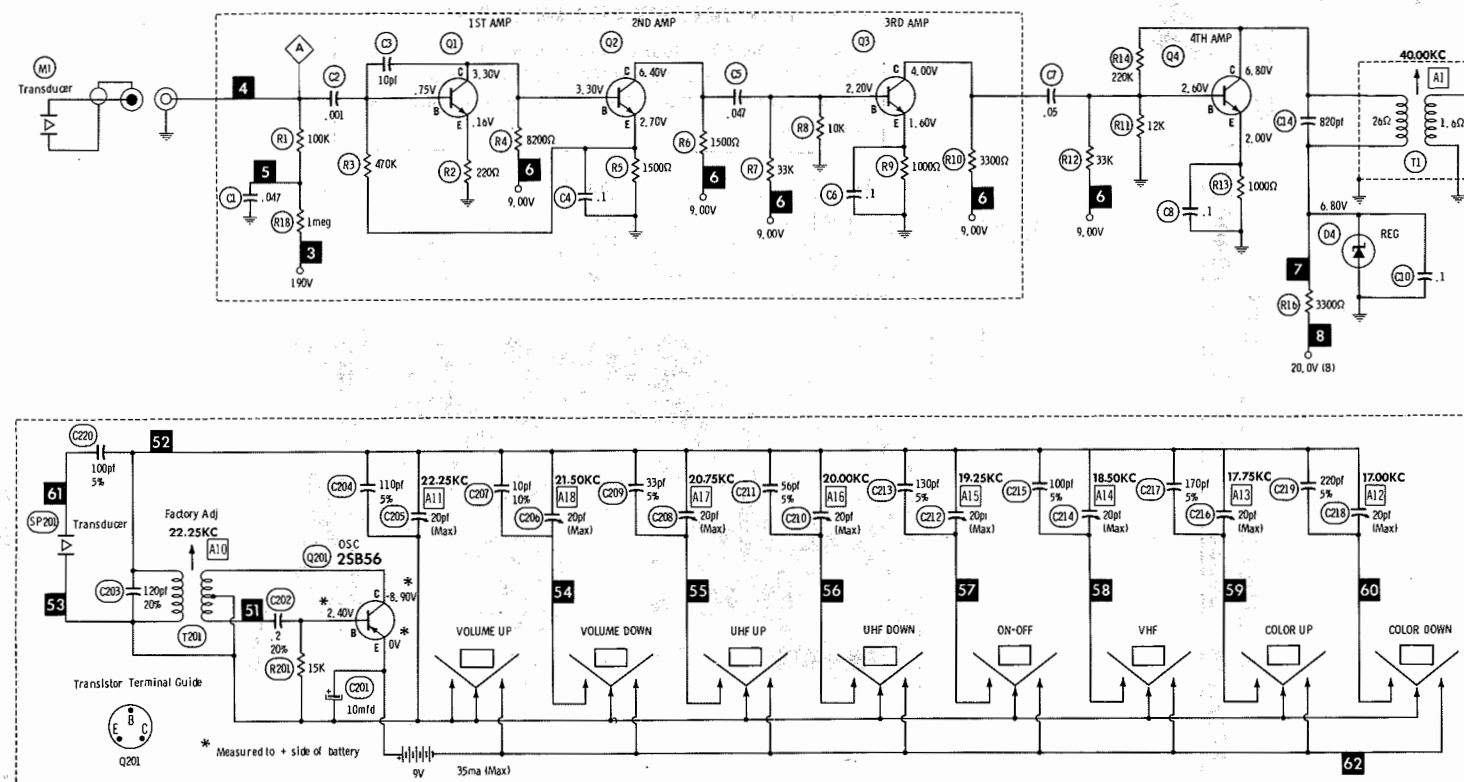 1ST AMP
2ND AMP
3RD AMP
4TH AMP
M1
Transducer
A
4
C2
.001
C3
10pf
Q1
C
3.30V
.75V
B
E
.16V
R1
100K
5
C1
.047
R18
1meg
3
190V
R3
470K
R2
220Ω
R4
8200Ω
6
9.00V
Q2
C
6.40V
3.30V
B
E
2.70V
C4
.1
R5
1500Ω
R6
1500Ω
6
9.00V
C5
.047
R7
33K
6
9.00V
R8
10K
Q3
C
4.00V
2.20V
B
E
1.60V
C6
.1
R9
1000Ω
R10
3300Ω
6
9.00V
C7
.05
R12
33K
6
9.00V
R14
220K
R11
12K
Q4
C
6.80V
2.60V
B
E
2.00V
C8
.1
R13
1000Ω
C14
820pf
40.00KC
A1
26Ω
1.6Ω
T1
6.80V
D4
REG
C10
.1
7
R16
3300Ω
8
20.0V (B)
C220
100pf
5%
52
61
SP201
Transducer
53
Factory Adj
22.25KC
A10
C203
120pf
20%
T201
51
C202
.2
20%
R201
15K
OSC
Q201
2SB56
C
*
-8.90V
*
2.40V
B
*
E
0V
C201
+
10mfd
C204
110pf
5%
22.25KC
A11
C205
20pf
(Max)
C207
10pf
10%
21.50KC
A18
C206
20pf
(Max)
C209
33pf
5%
20.75KC
A17
C208
20pf
(Max)
C211
56pf
5%
20.00KC
A16
C210
20pf
(Max)
C213
130pf
5%
19.25KC
A15
C212
20pf
(Max)
C215
100pf
5%
18.50KC
A14
C214
20pf
(Max)
C217
170pf
5%
17.75KC
A13
C216
20pf
(Max)
C219
220pf
5%
17.00KC
A12
C218
20pf
(Max)
54
55
56
57
58
59
60
VOLUME UP
VOLUME DOWN
UHF UP
UHF DOWN
ON-OFF
VHF
COLOR UP
COLOR DOWN
Transistor Terminal Guide
B
E
C
Q201
* Measured to + side of battery
+
9V
35ma (Max)
62